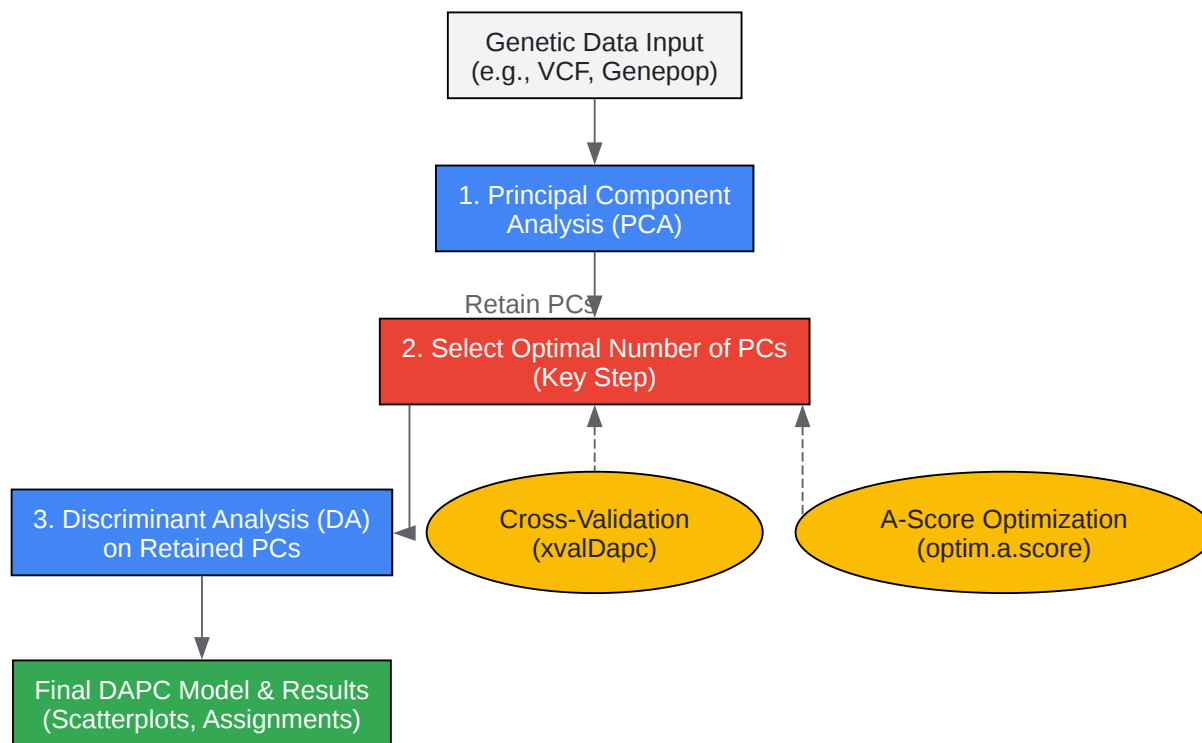 Genetic Data Input
(e.g., VCF, Genepop)
1. Principal Component
Analysis (PCA)
Retain PCs
2. Select Optimal Number of PCs
(Key Step)
3. Discriminant Analysis (DA)
on Retained PCs
Cross-Validation
(xvalDapc)
A-Score Optimization
(optim.a.score)
Final DAPC Model & Results
(Scatterplots, Assignments)